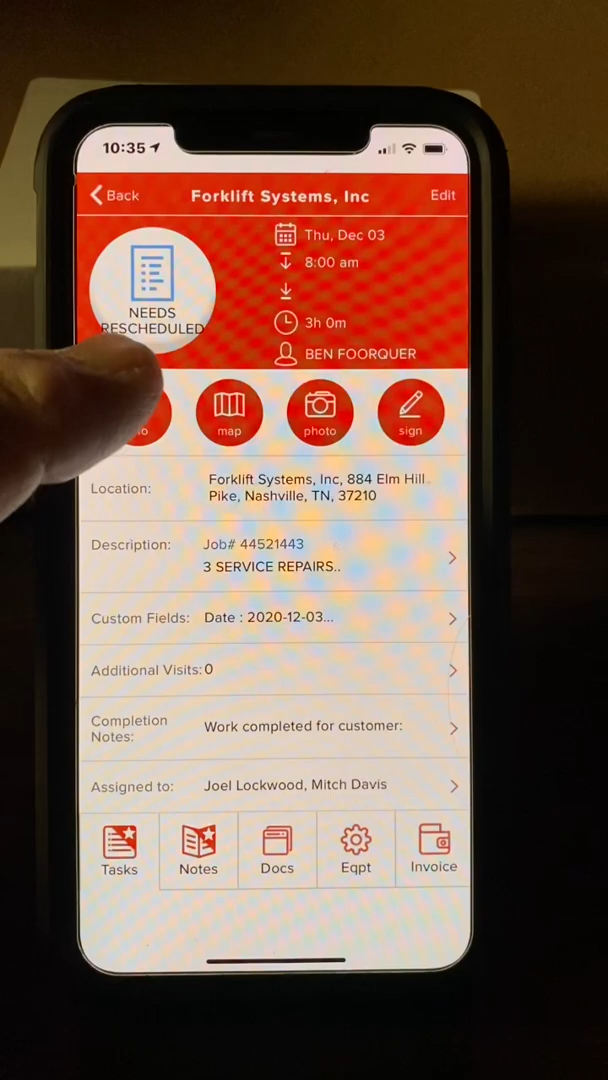 10:35
Back
Forklift Systems, Inc
Edit
Thu, Dec 03
8:00 am
3h 0m
BEN FOORQUER
NEEDS
RESCHEDULED
map
photo
sign
Location:
Forklift Systems, Inc, 884 Elm Hill
Pike, Nashville, TN, 37210
Description:
Job# 44521443
3 SERVICE REPAIRS..
Custom Fields:
Date : 2020-12-03...
Additional Visits: 0
Completion
Notes:
Work completed for customer:
Assigned to:
Joel Lockwood, Mitch Davis
Tasks
Notes
Docs
Eqpt
Invoice